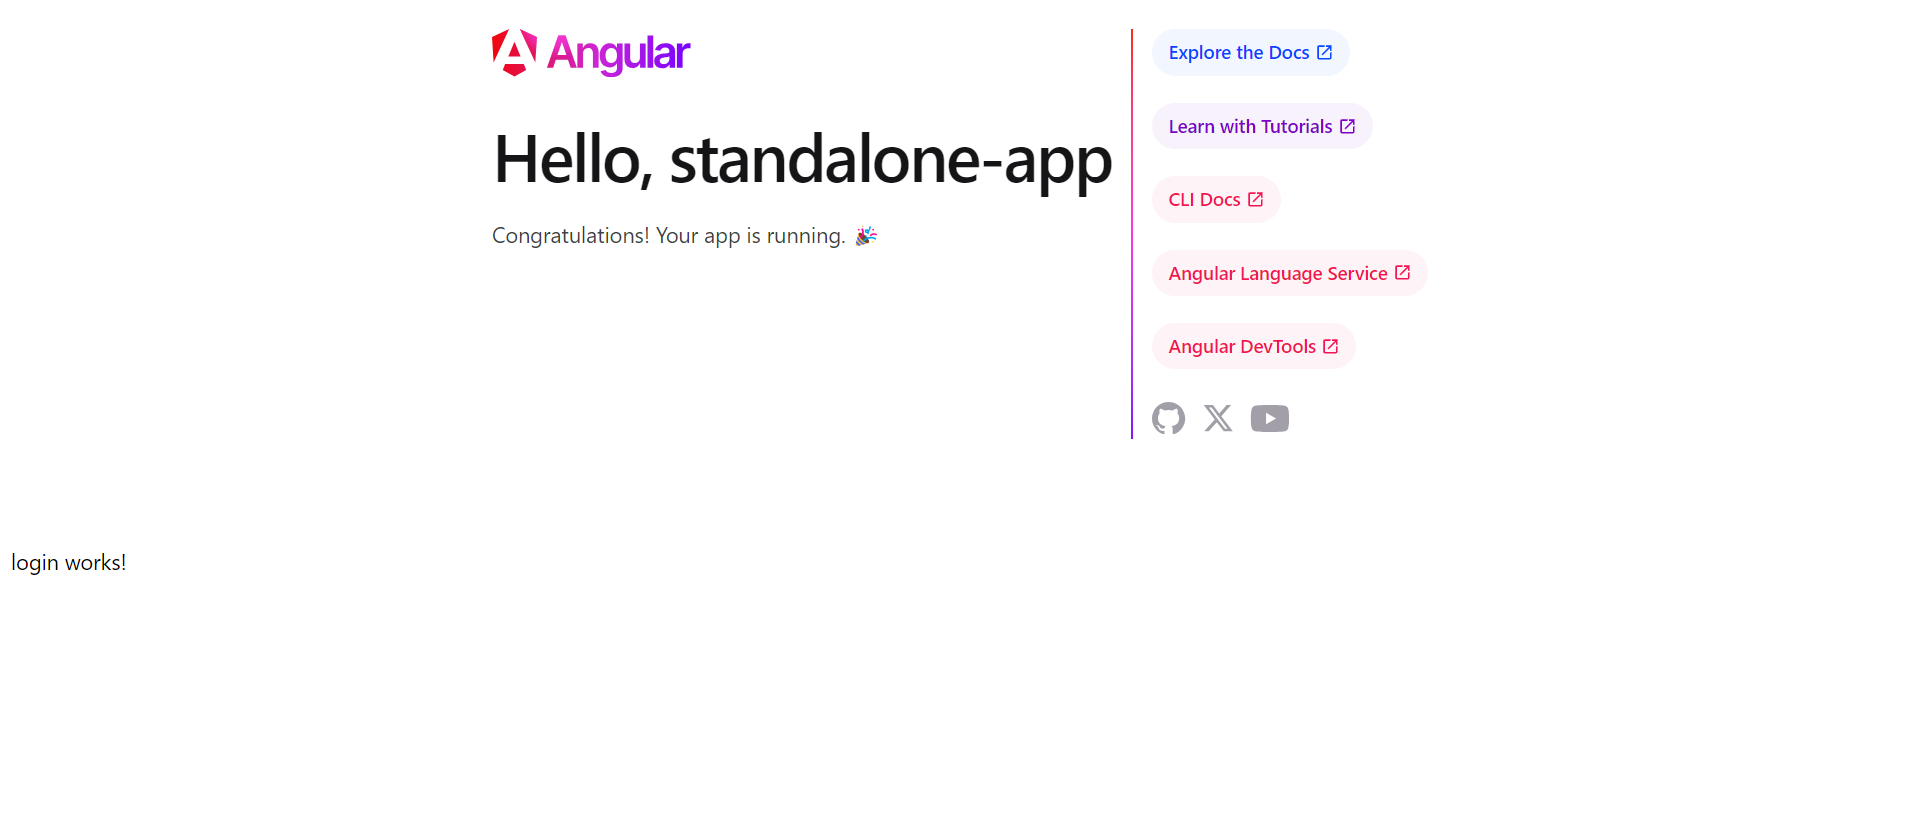 Angular
Hello, standalone-app
Congratulations! Your app is running. 🎉
Explore the Docs
Learn with Tutorials
CLI Docs
Angular Language Service
Angular DevTools
login works!